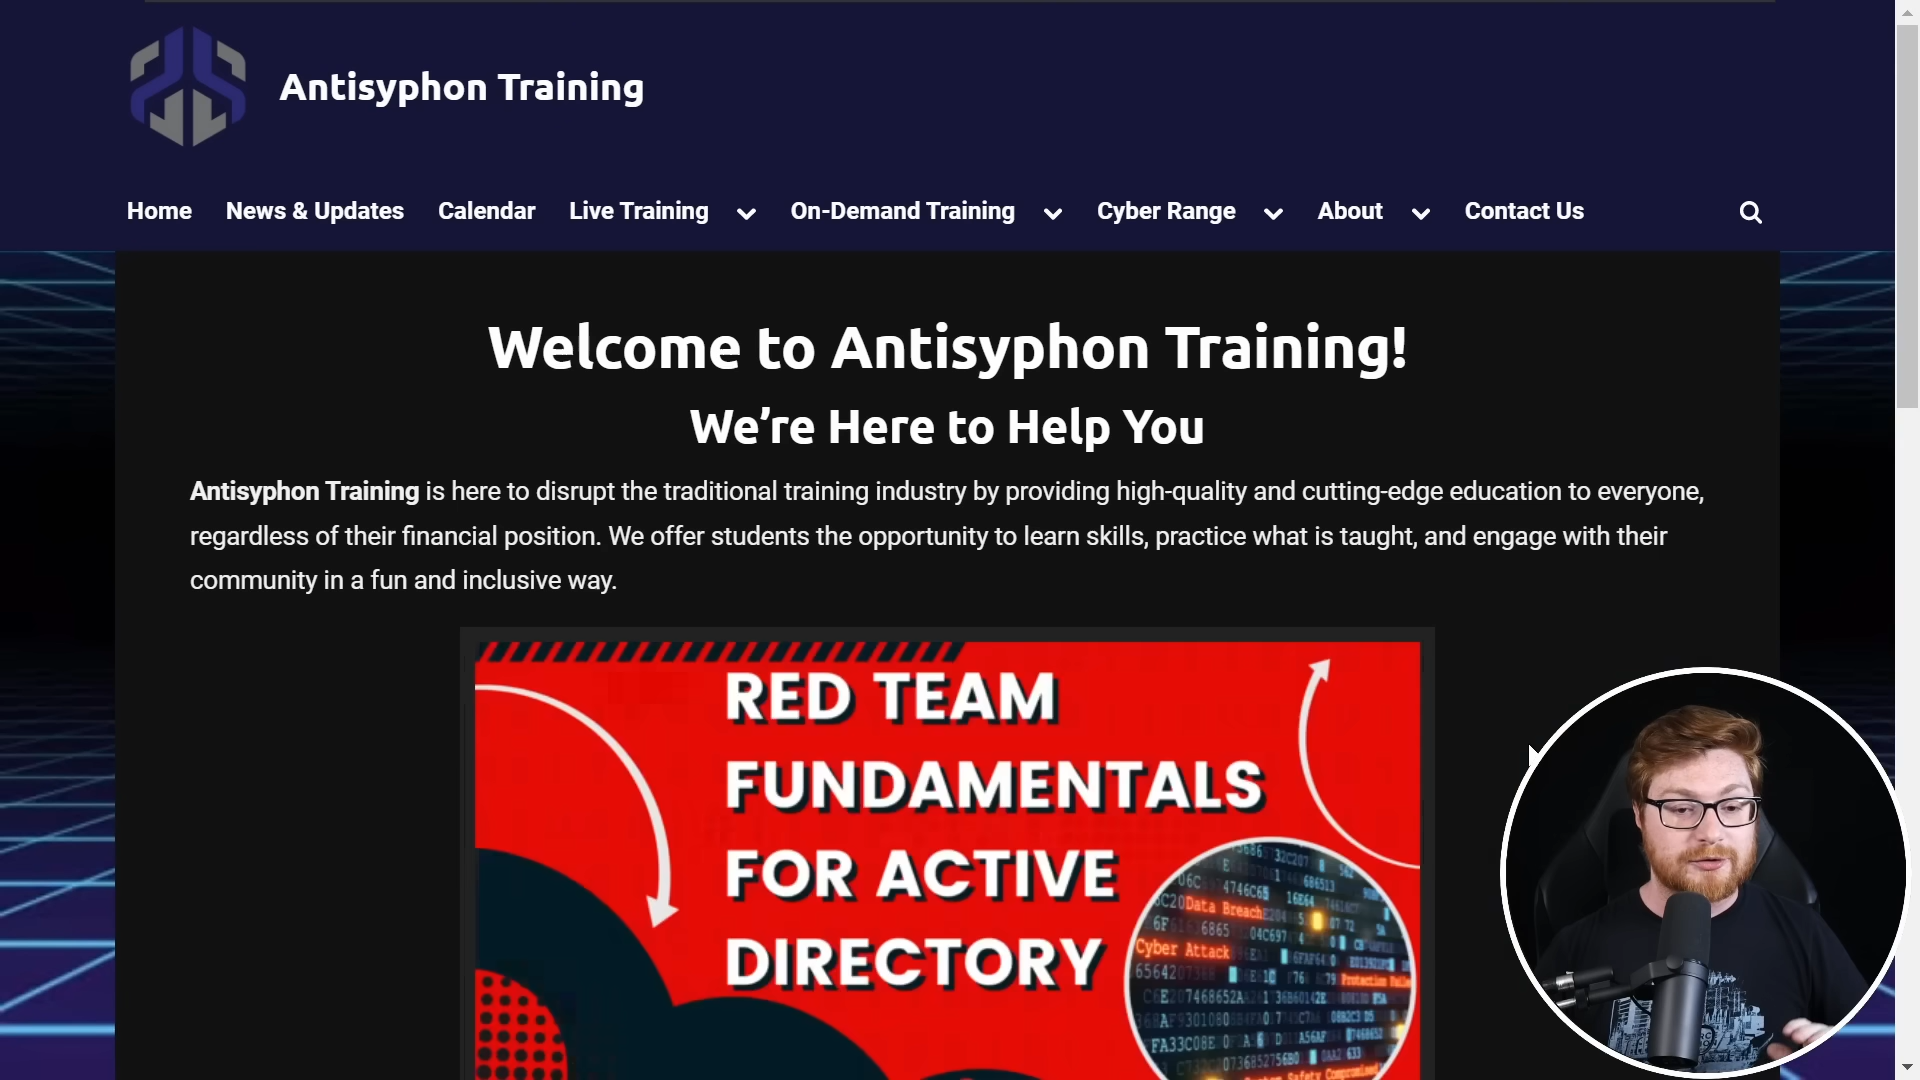 Antisyphon Training
Home News & Updates Calendar Live Training On-Demand Training Cyber Range About Contact Us
Welcome to Antisyphon Training!
We're Here to Help You
Antisyphon Training is here to disrupt the traditional training industry by providing high-quality and cutting-edge education to everyone,
regardless of their financial position. We offer students the opportunity to learn skills, practice what is taught, and engage with their
community in a fun and inclusive way.
RED TEAM
FUNDAMENTALS
FOR ACTIVE
DIRECTORY
Data Breach
Cyber Attack